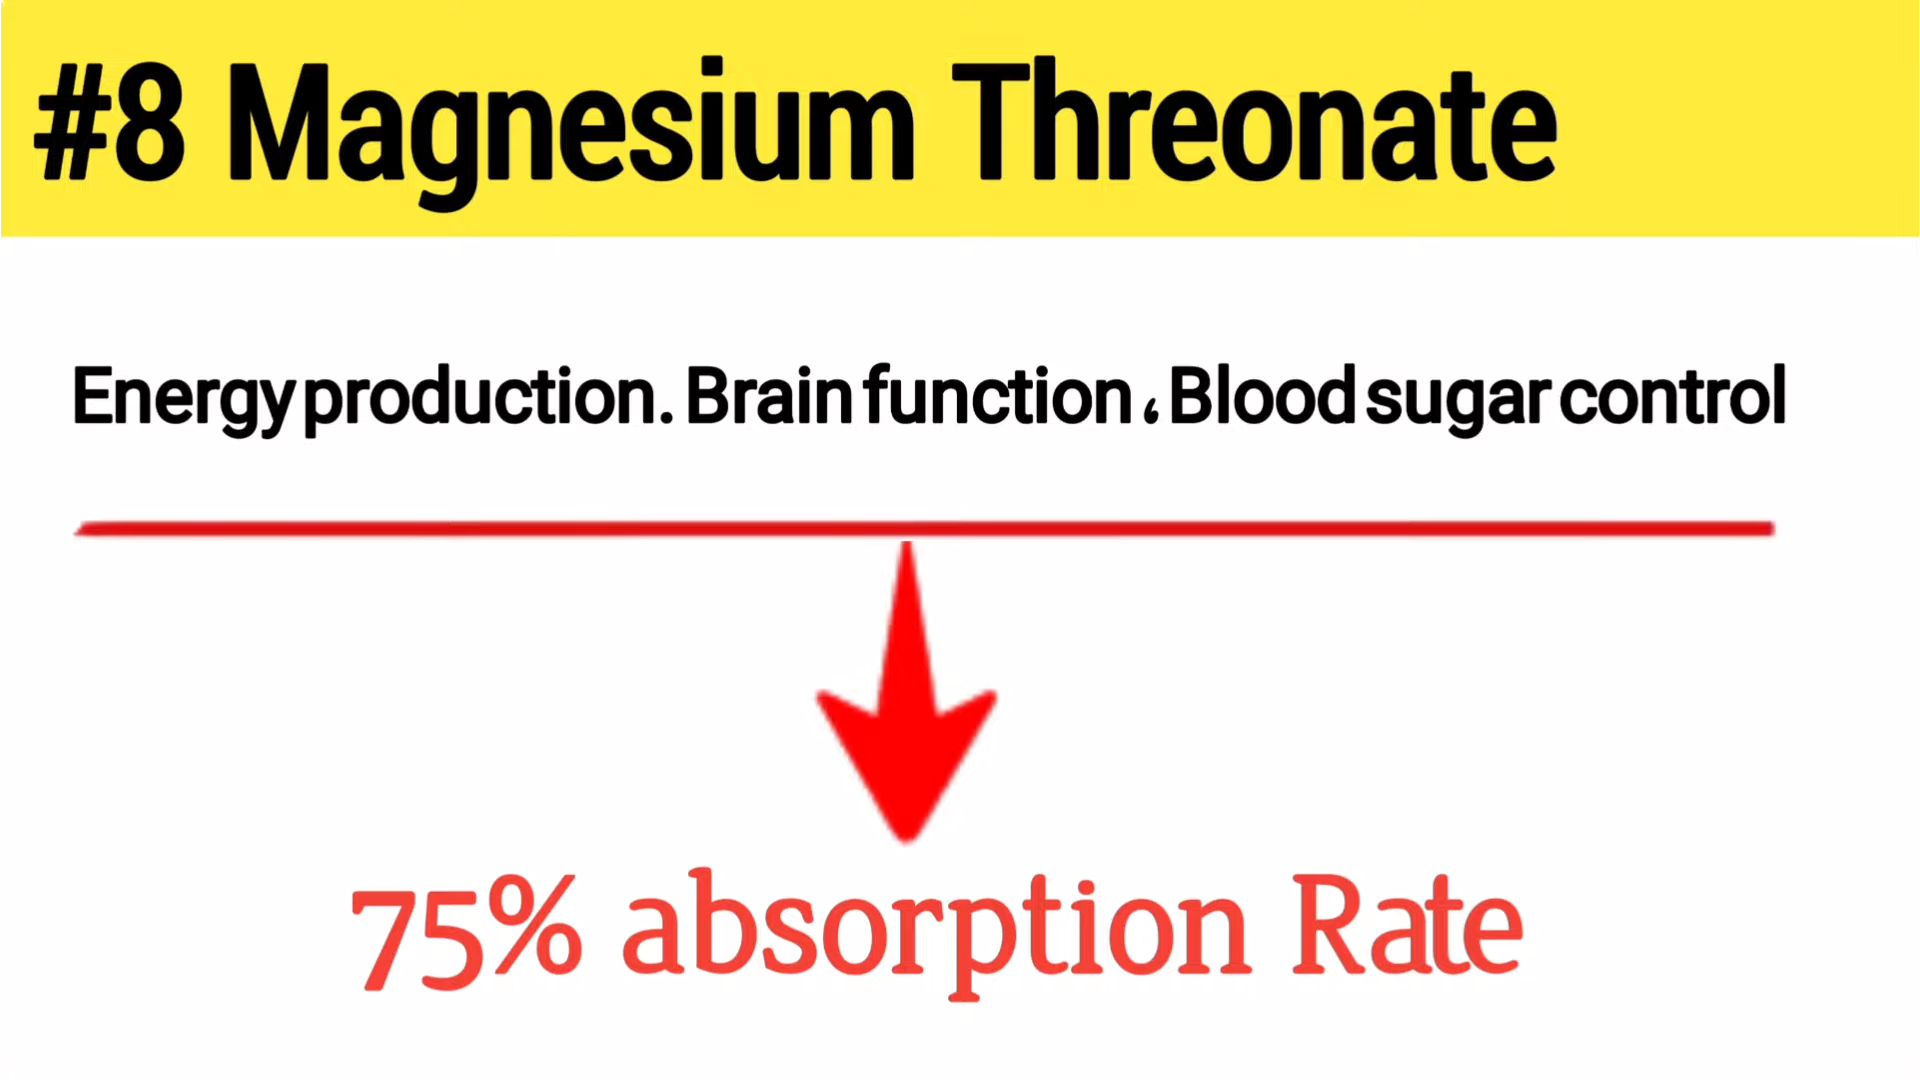 #8 Magnesium Threonate
Energy production. Brain function، Blood sugar control
75% absorption Rate